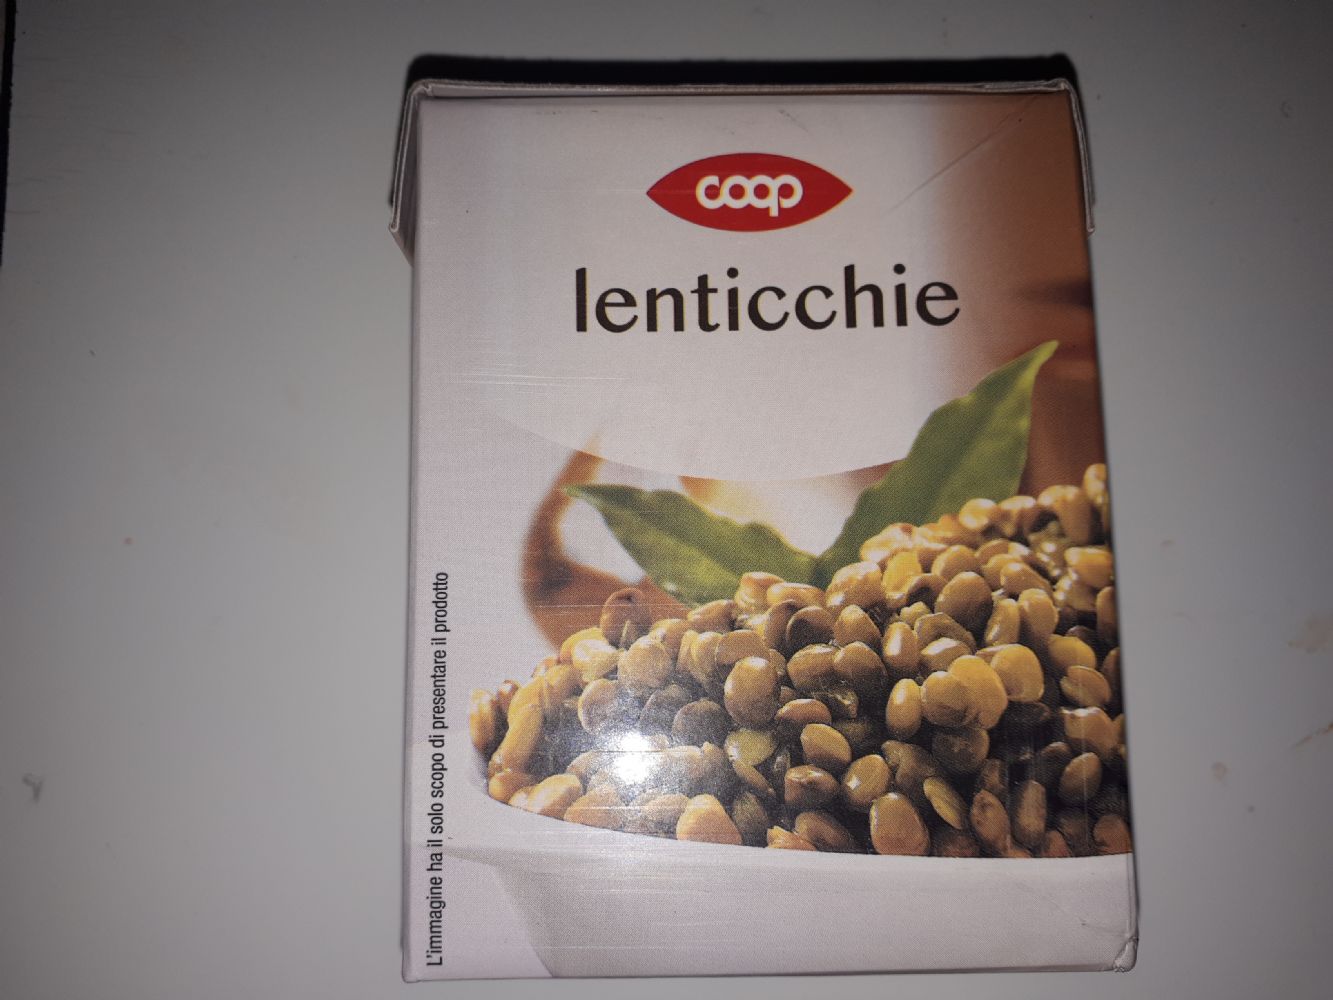 coop
lenticchie
L'immagine ha il solo scopo di presentare il prodotto